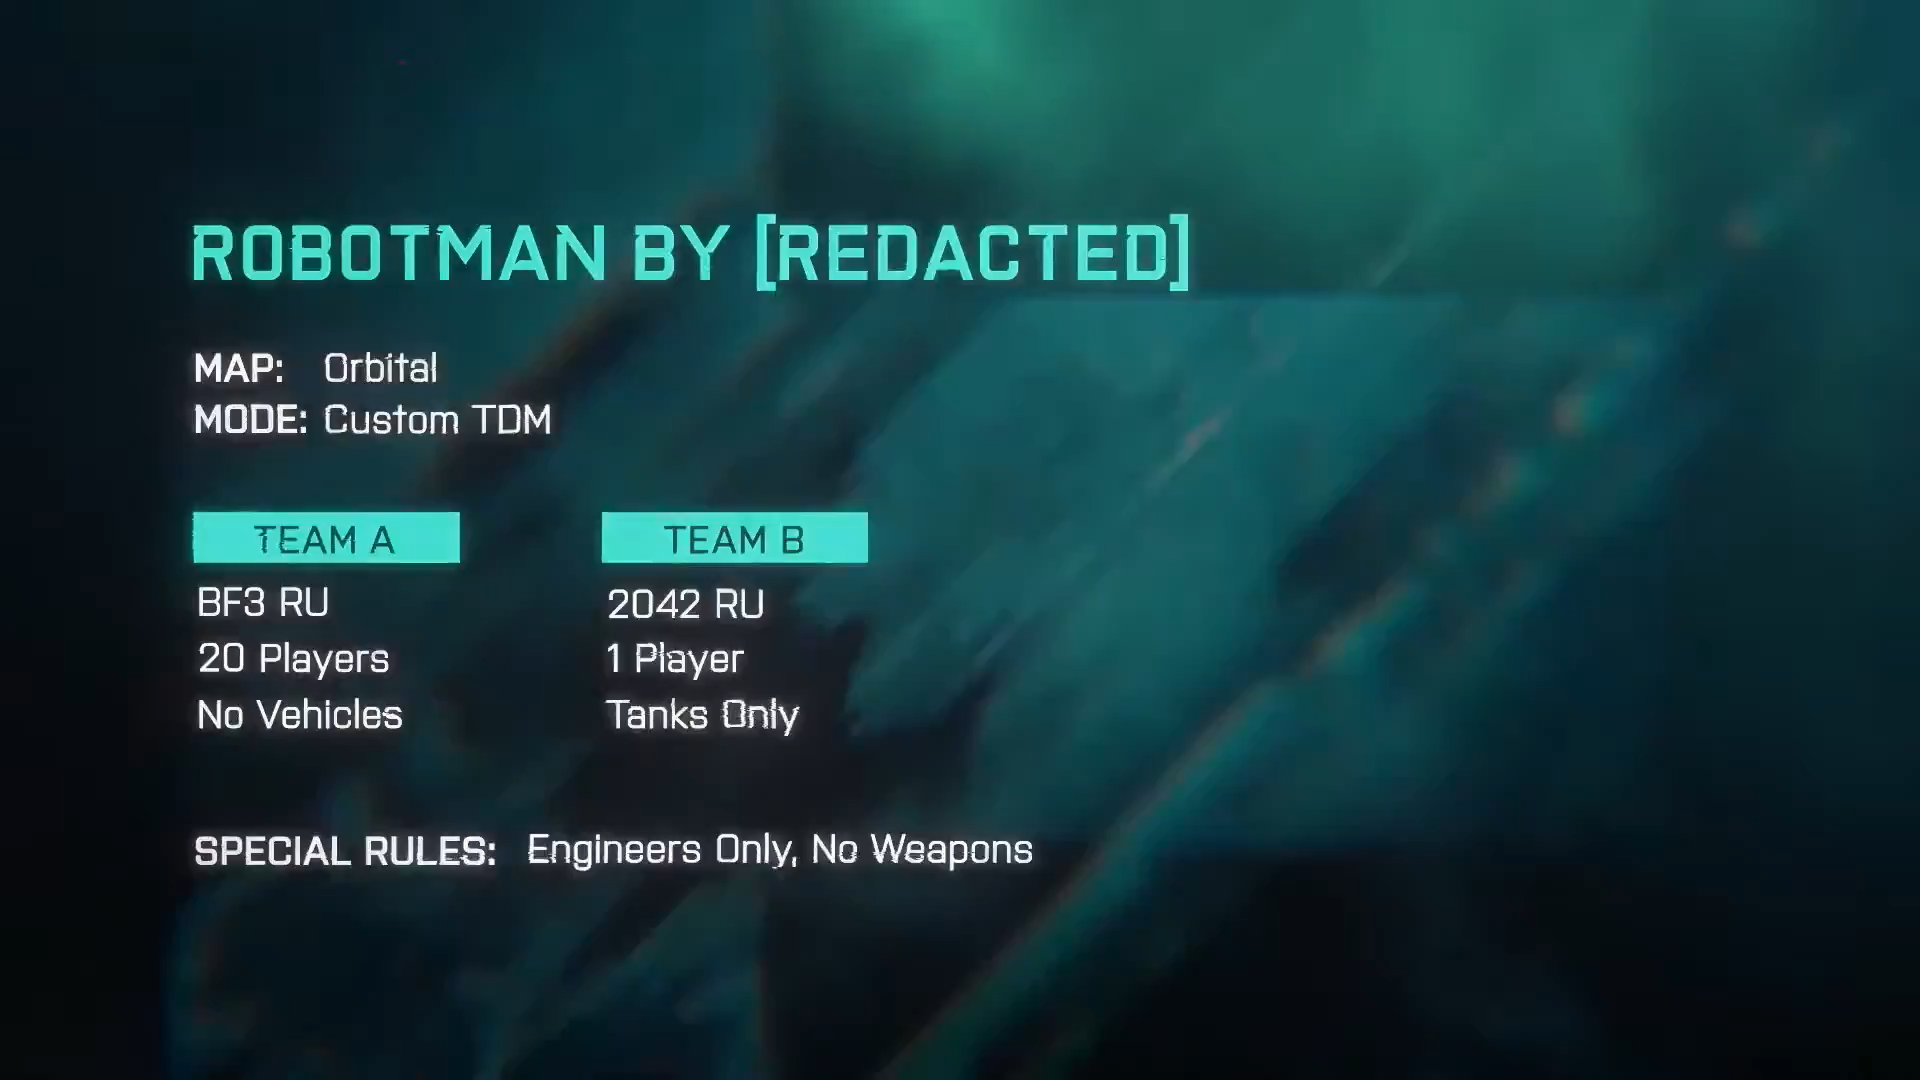 ROBOTMAN BY [REDACTED]
MAP: Orbital
MODE: Custom TDM
TEAM A
BF3 RU
20 Players
No Vehicles
TEAM B
2042 RU
1 Player
Tanks Only
SPECIAL RULES: Engineers Only, No Weapons